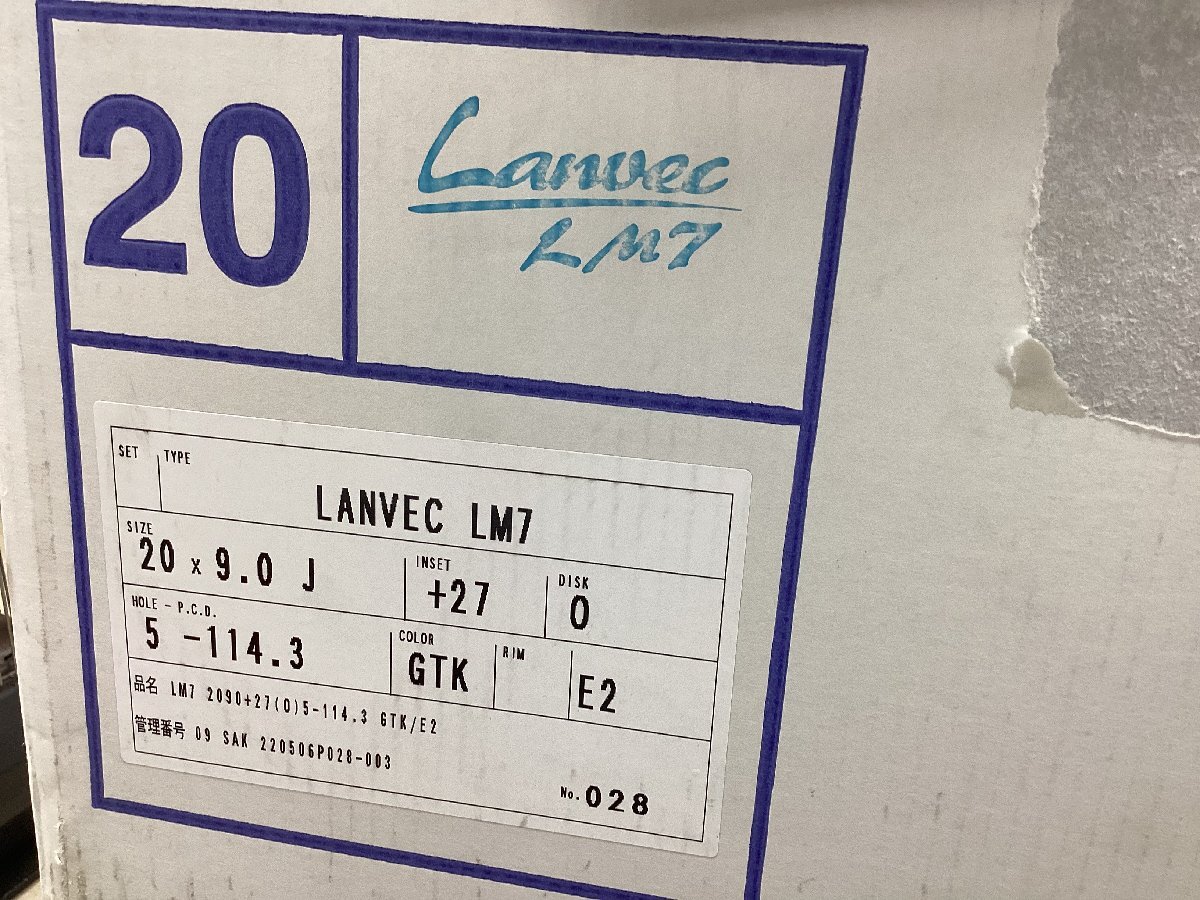 20
Lanvec
LM7
SET TYPE
LANVEC LM7
SIZE INSET DISK
20 x 9.0 J +27 0
HOLE - P.C.D. COLOR RIM
5 -114.3 GTK E2
品名 LM7 2090+27(0)5-114.3 GTK/E2
管理番号 09 SAK 220506P028-003
No. 028